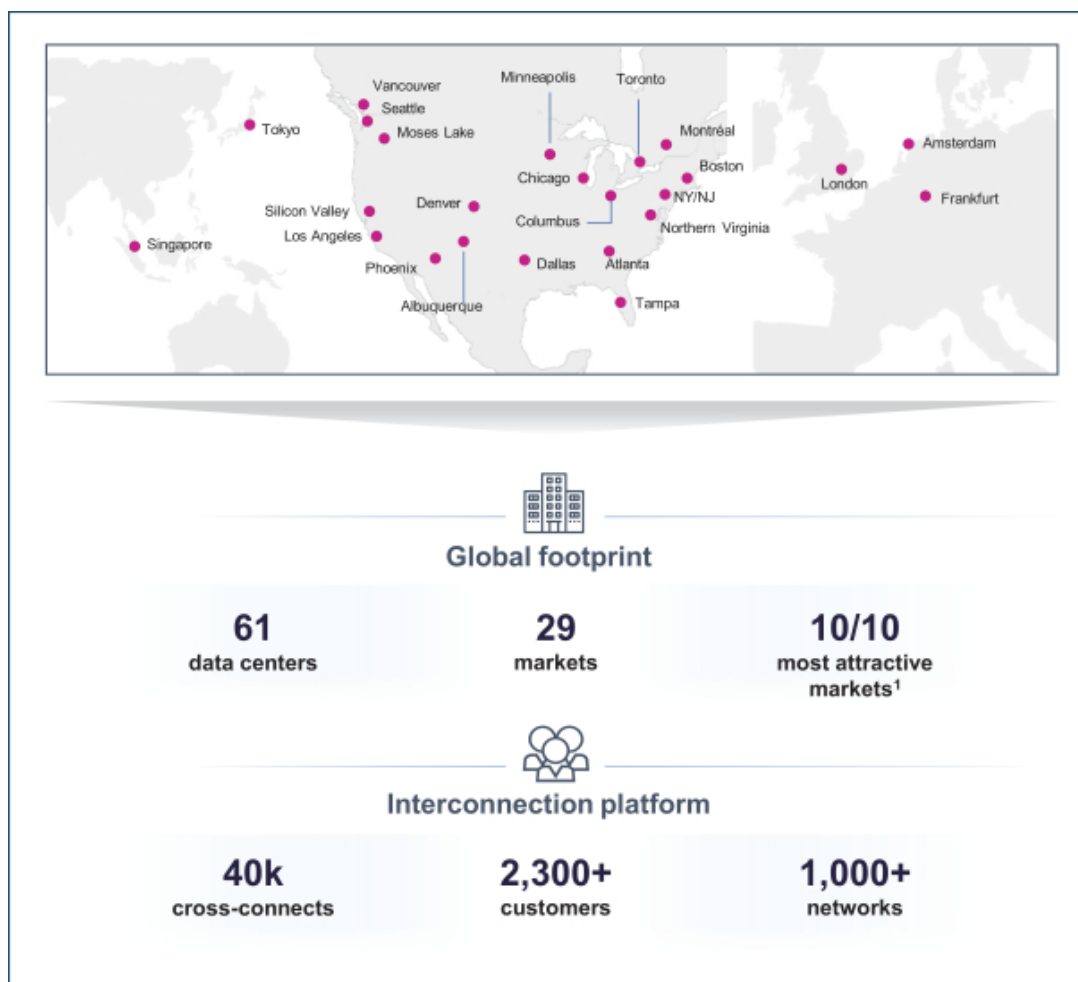 Minneapolis
Toronto
Vancouver
Seattle
Tokyo
Moses Lake
Montréal
Amsterdam
Boston
Chicago
London
NY/NJ
Frankfurt
Denver
Silicon Valley
Columbus
Northern Virginia
Los Angeles
Singapore
Phoenix
Dallas
Atlanta
Albuquerque
Tampa
Global footprint
61
data centers
29
markets
10/10
most attractive
markets¹
Interconnection platform
40k
cross-connects
2,300+
customers
1,000+
networks